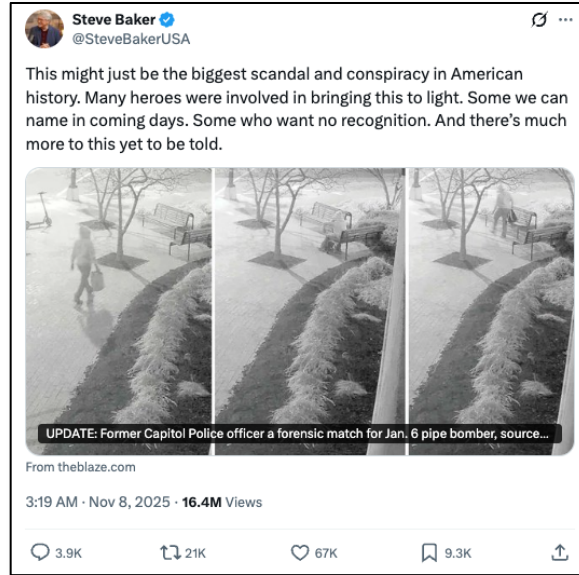 Steve Baker
@SteveBakerUSA
This might just be the biggest scandal and conspiracy in American
history. Many heroes were involved in bringing this to light. Some we can
name in coming days. Some who want no recognition. And there's much
more to this yet to be told.
UPDATE: Former Capitol Police officer a forensic match for Jan. 6 pipe bomber, source...
From theblaze.com
3:19 AM · Nov 8, 2025 · 16.4M Views
3.9K 21K 67K 9.3K